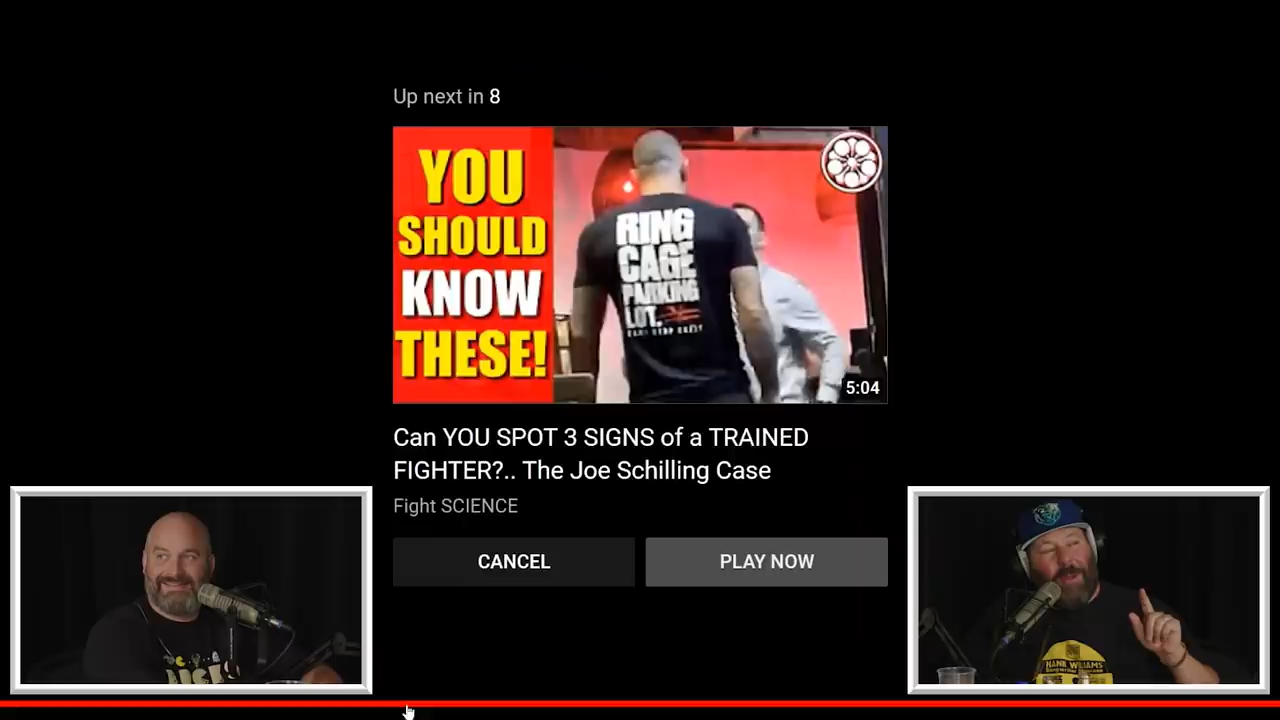 Up next in 8
YOU
SHOULD
KNOW
THESE!
RING
CAGE
PARKING
LOT.
5:04
Can YOU SPOT 3 SIGNS of a TRAINED
FIGHTER?.. The Joe Schilling Case
Fight SCIENCE
CANCEL
PLAY NOW
HANK WILLIAMS